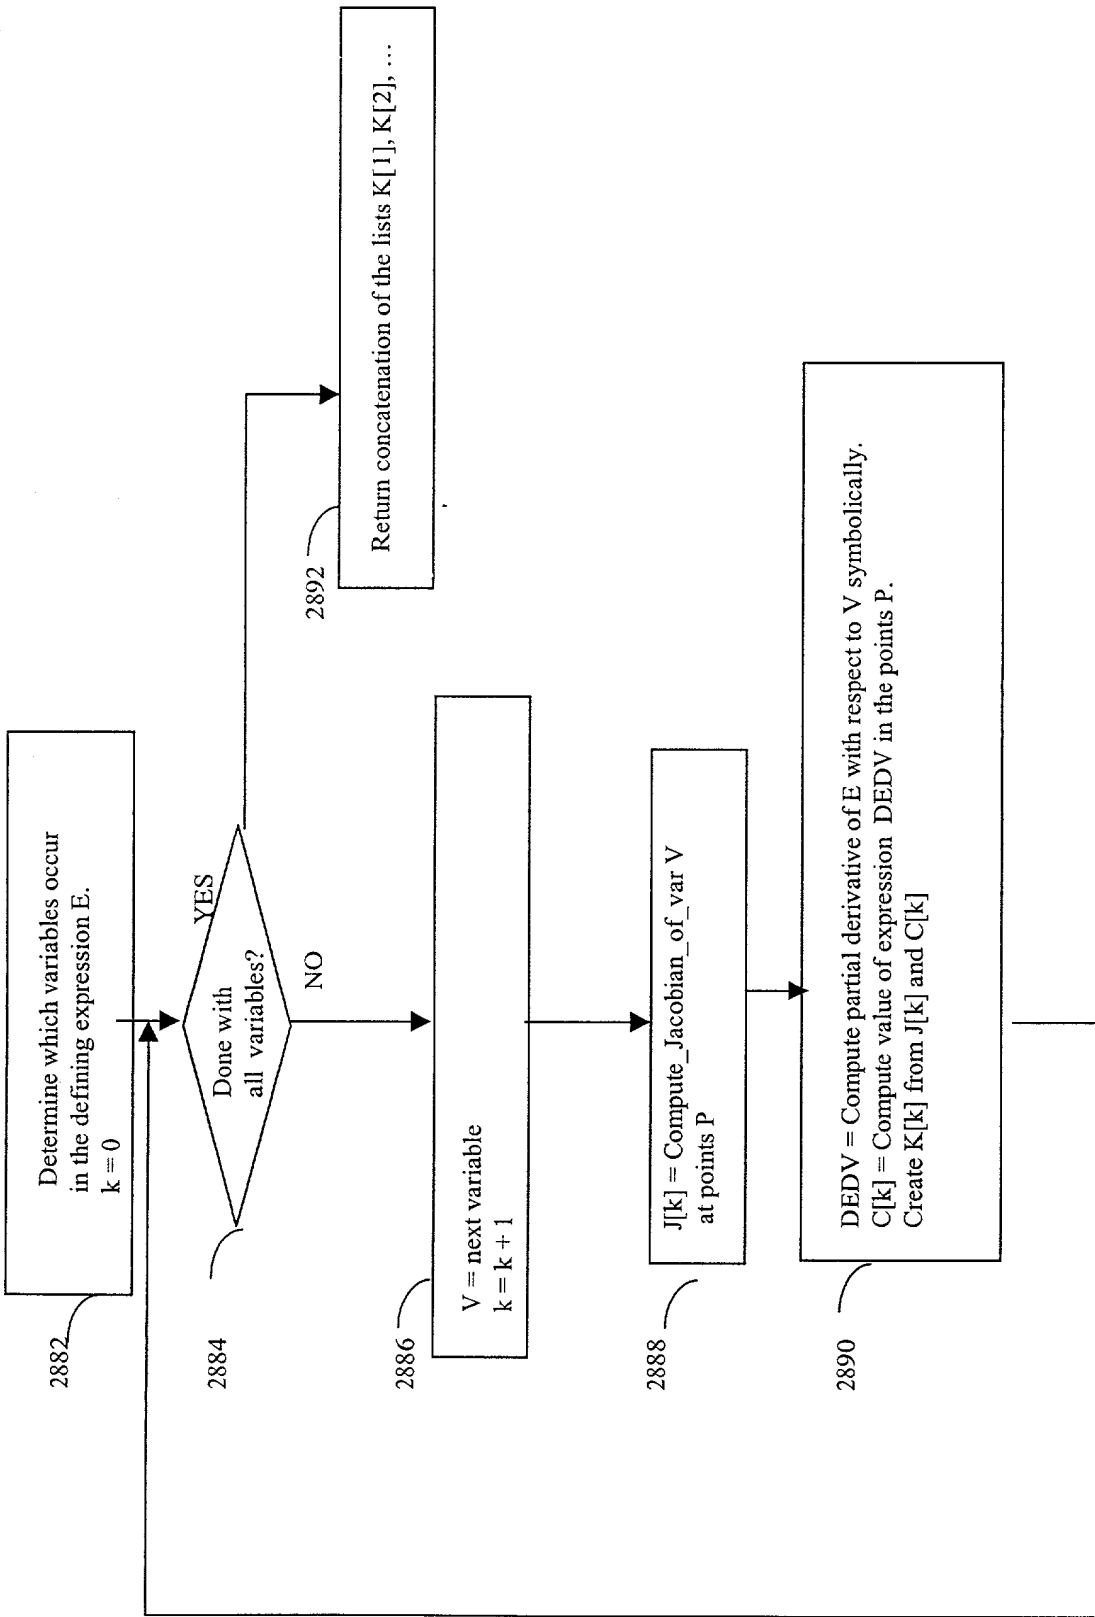 2882
Determine which variables occur
in the defining expression E.
k = 0
2884
Done with
all variables?
YES
NO
2892
Return concatenation of the lists K[1], K[2], ...
2886
V = next variable
k = k + 1
2888
J[k] = Compute_Jacobian_of_var V
at points P
2890
DEDV = Compute partial derivative of E with respect to V symbolically.
C[k] = Compute value of expression DEDV in the points P.
Create K[k] from J[k] and C[k]